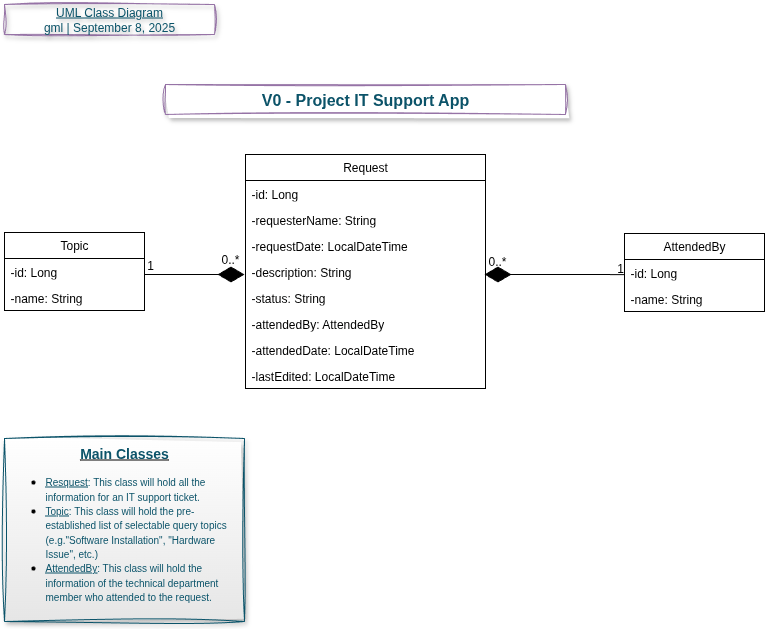 UML Class Diagram
gml | September 8, 2025
V0 - Project IT Support App
Request
-id: Long
-requesterName: String
-requestDate: LocalDateTime
-description: String
-status: String
-attendedBy: AttendedBy
-attendedDate: LocalDateTime
-lastEdited: LocalDateTime
Topic
-id: Long
-name: String
1
0..*
0..*
1
AttendedBy
-id: Long
-name: String
Main Classes
Resquest: This class will hold all the
information for an IT support ticket.
Topic: This class will hold the pre-
established list of selectable query topics
(e.g."Software Installation", "Hardware
Issue", etc.)
AttendedBy: This class will hold the
information of the technical department
member who attended to the request.